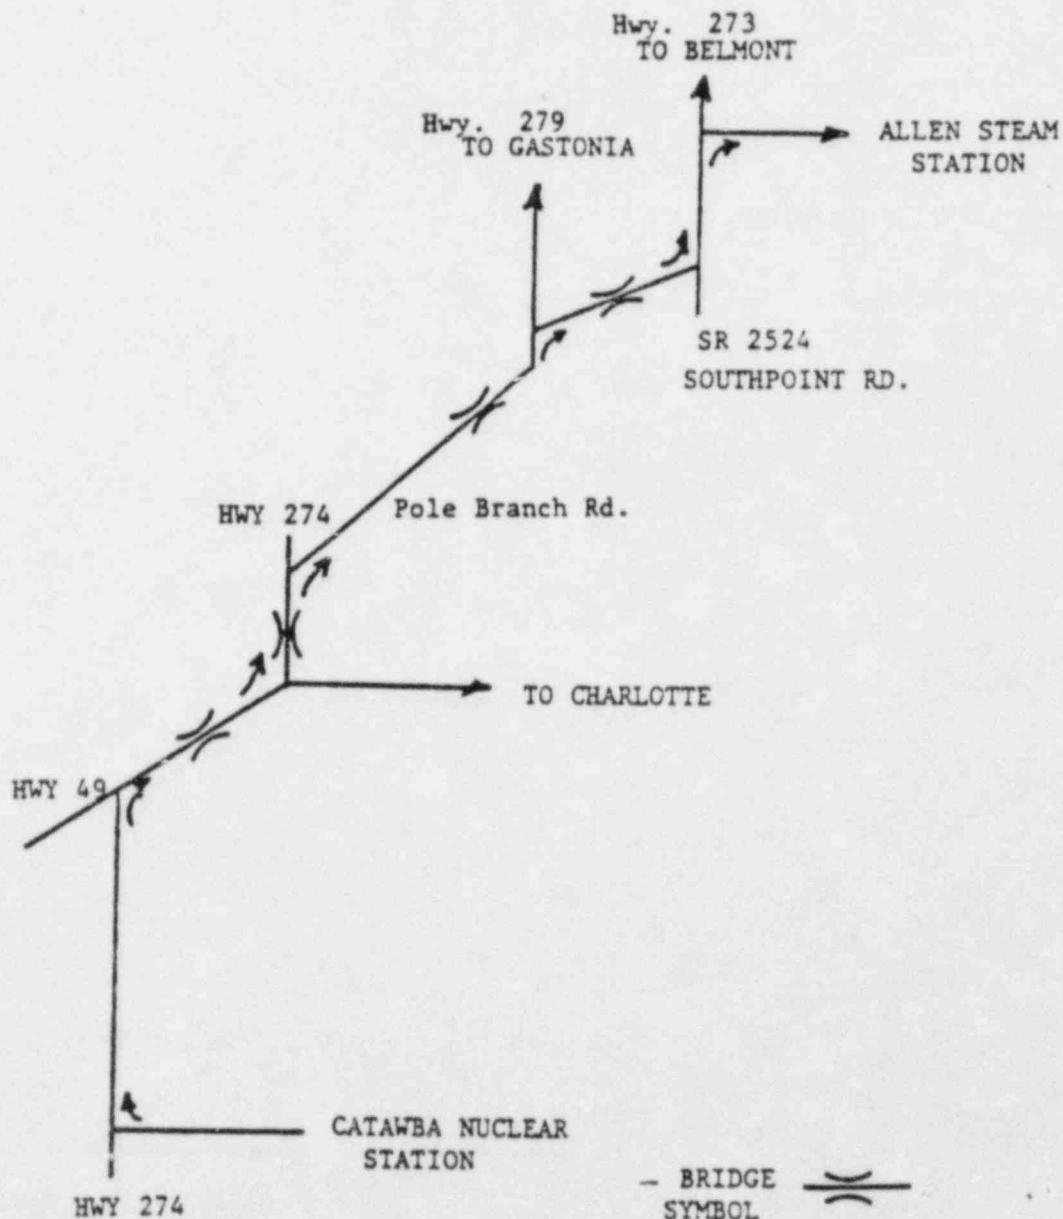 Hwy. 273
TO BELMONT
Hwy. 279
TO GASTONIA
ALLEN STEAM
STATION
SR 2524
SOUTHPOINT RD.
HWY 274
Pole Branch Rd.
TO CHARLOTTE
HWY 49
CATAWBA NUCLEAR
STATION
HWY 274
— BRIDGE
SYMBOL